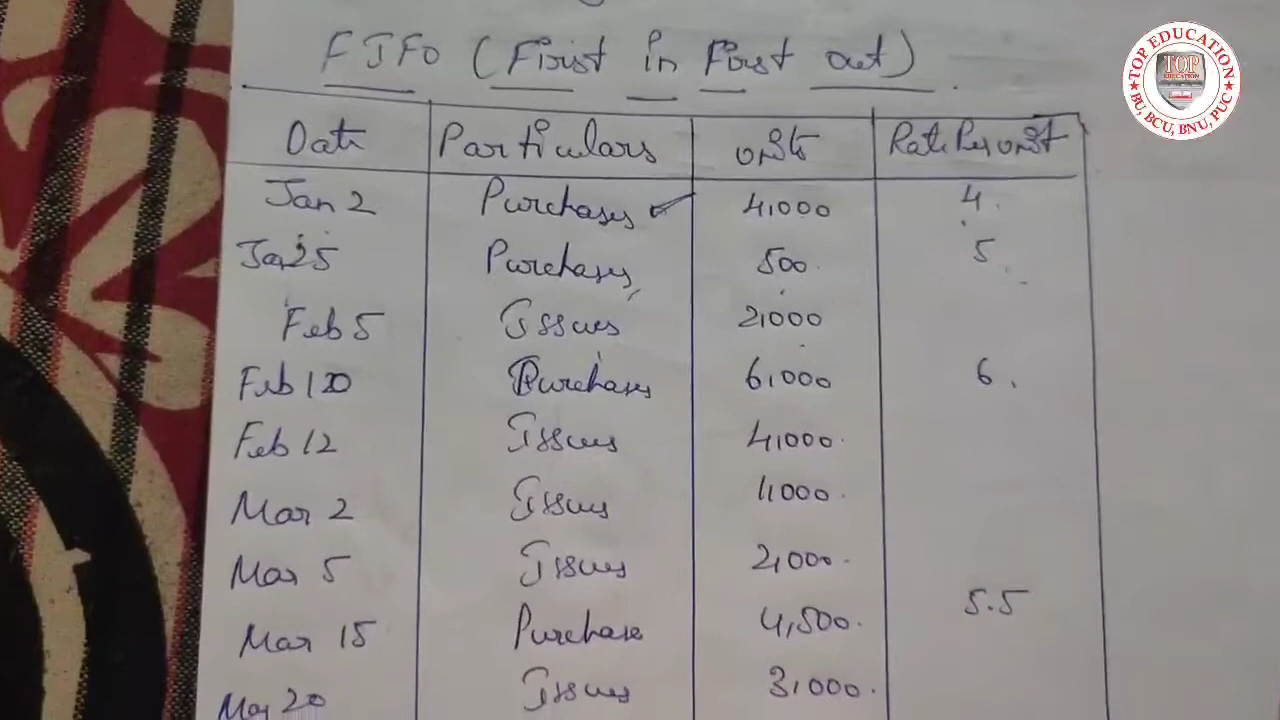 FIFO (First in First out).
Date Particulars units Rate Per unit
Jan 2 Purchases 4,000 4
Jan 25 Purchases 500 5
Feb 5 Issues 2,000
Feb 10 Purchases 6,000 6
Feb 12 Issues 4,000
Mar 2 Issues 1,000
Mar 5 Issues 2,000
Mar 15 Purchase 4,500 5.5
Mar 20 Issues 3,000
TOP EDUCATION
TOP
EDUCATION
BU, BCU, BNU, PUC